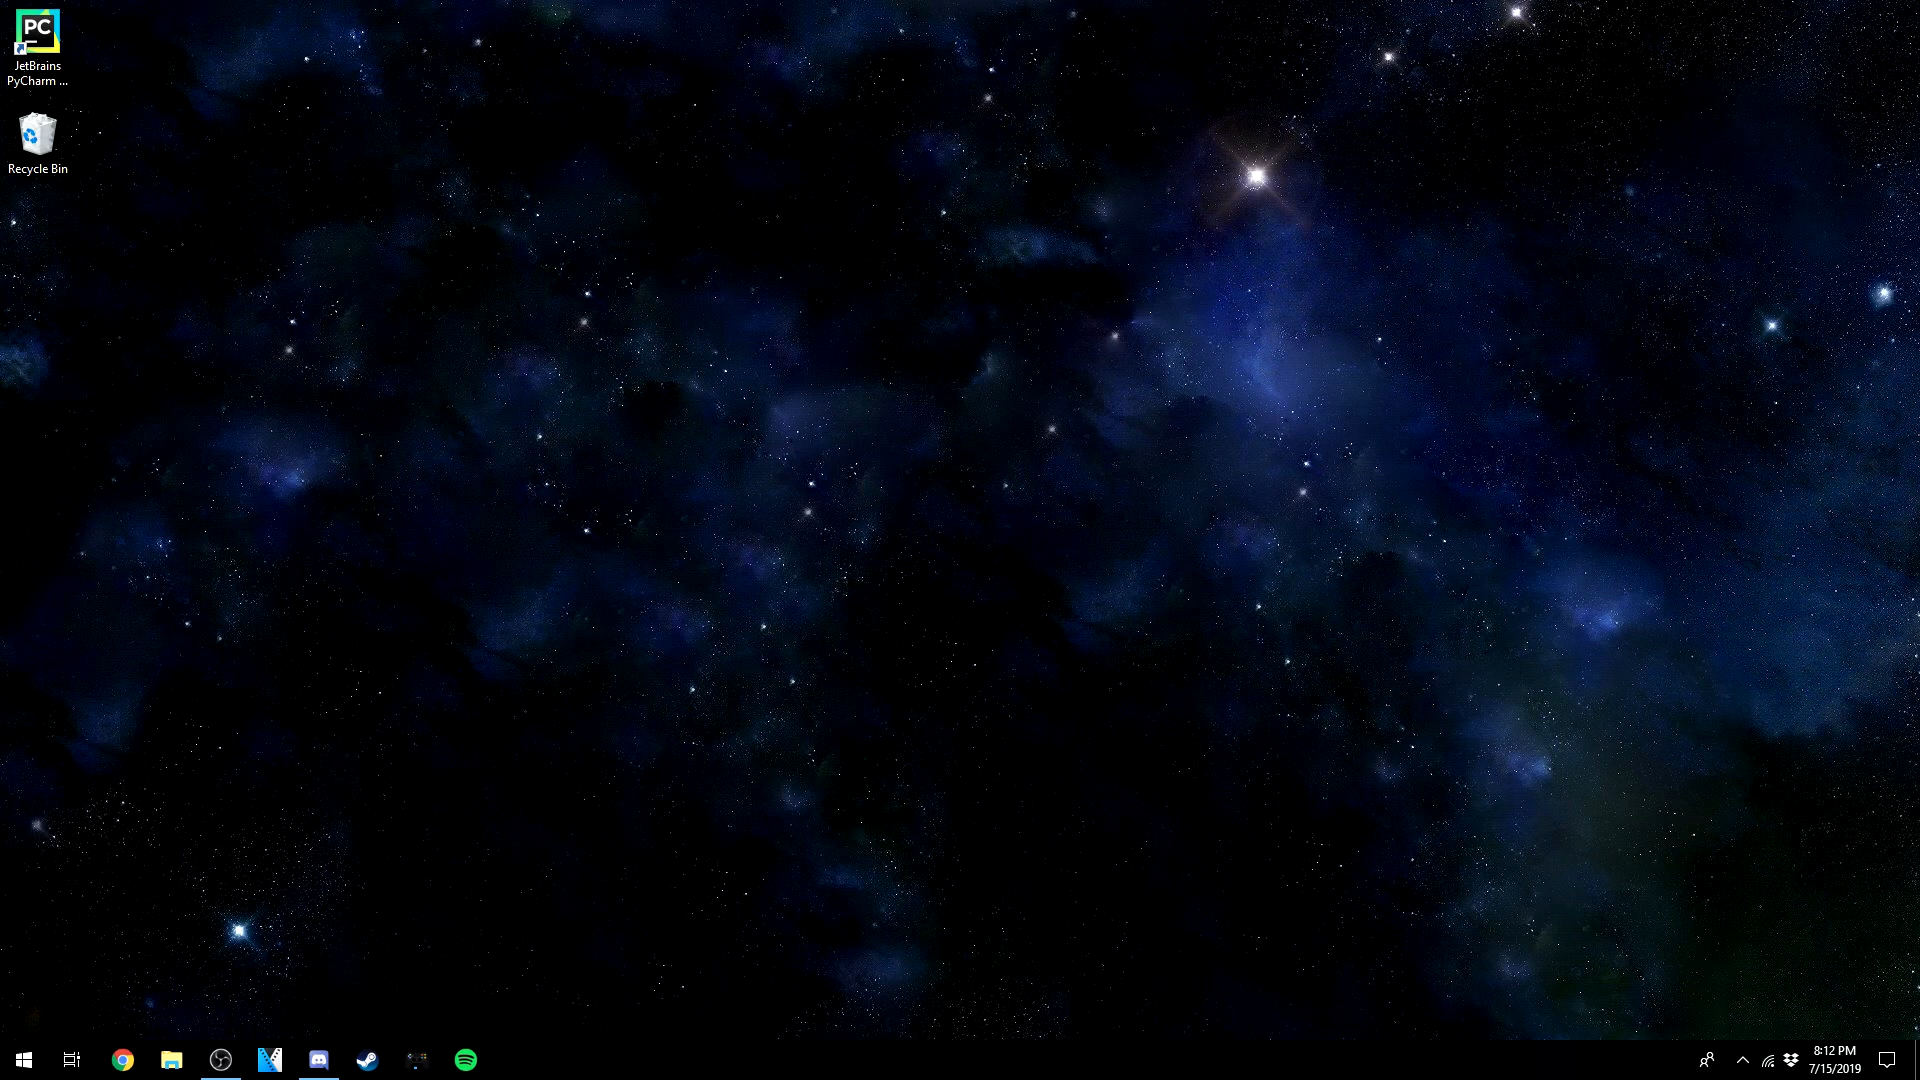 PC
JetBrains
PyCharm ...
Recycle Bin
8:12 PM
7/15/2019